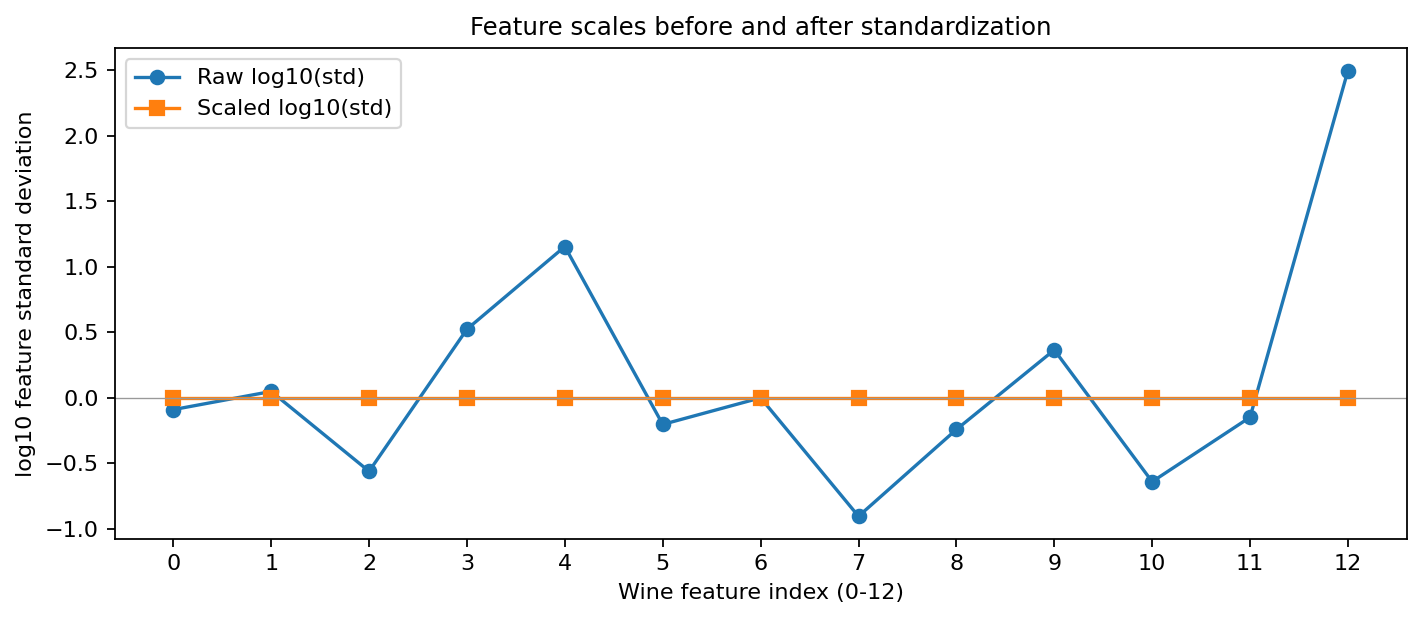 Feature scales before and after standardization
Raw log10(std)
Scaled log10(std)
log10 feature standard deviation
2.5
2.0
1.5
1.0
0.5
0.0
−0.5
−1.0
0 1 2 3 4 5 6 7 8 9 10 11 12
Wine feature index (0-12)